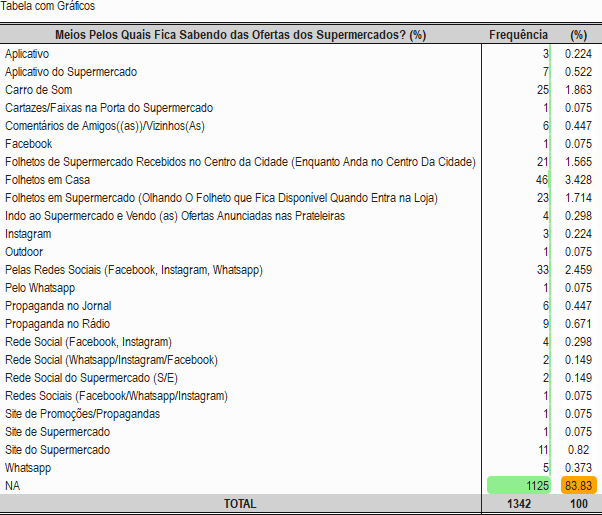 Tabela com Gráficos
Meios Pelos Quais Fica Sabendo das Ofertas dos Supermercados? (%) Frequência (%)
Aplicativo 3 0.224
Aplicativo do Supermercado 7 0.522
Carro de Som 25 1.863
Cartazes/Faixas na Porta do Supermercado 1 0.075
Comentários de Amigos((as))/Vizinhos(As) 6 0.447
Facebook 1 0.075
Folhetos de Supermercado Recebidos no Centro da Cidade (Enquanto Anda no Centro Da Cidade) 21 1.565
Folhetos em Casa 46 3.428
Folhetos em Supermercado (Olhando O Folheto que Fica Disponível Quando Entra na Loja) 23 1.714
Indo ao Supermercado e Vendo (as) Ofertas Anunciadas nas Prateleiras 4 0.298
Instagram 3 0.224
Outdoor 1 0.075
Pelas Redes Sociais (Facebook, Instagram, Whatsapp) 33 2.459
Pelo Whatsapp 1 0.075
Propaganda no Jornal 6 0.447
Propaganda no Rádio 9 0.671
Rede Social (Facebook, Instagram) 4 0.298
Rede Social (Whatsapp/Instagram/Facebook) 2 0.149
Rede Social do Supermercado (S/E) 2 0.149
Redes Sociais (Facebook/Whatsapp/Instagram) 1 0.075
Site de Promoções/Propagandas 1 0.075
Site de Supermercado 1 0.075
Site do Supermercado 11 0.82
Whatsapp 5 0.373
NA 1125 83.83
TOTAL 1342 100